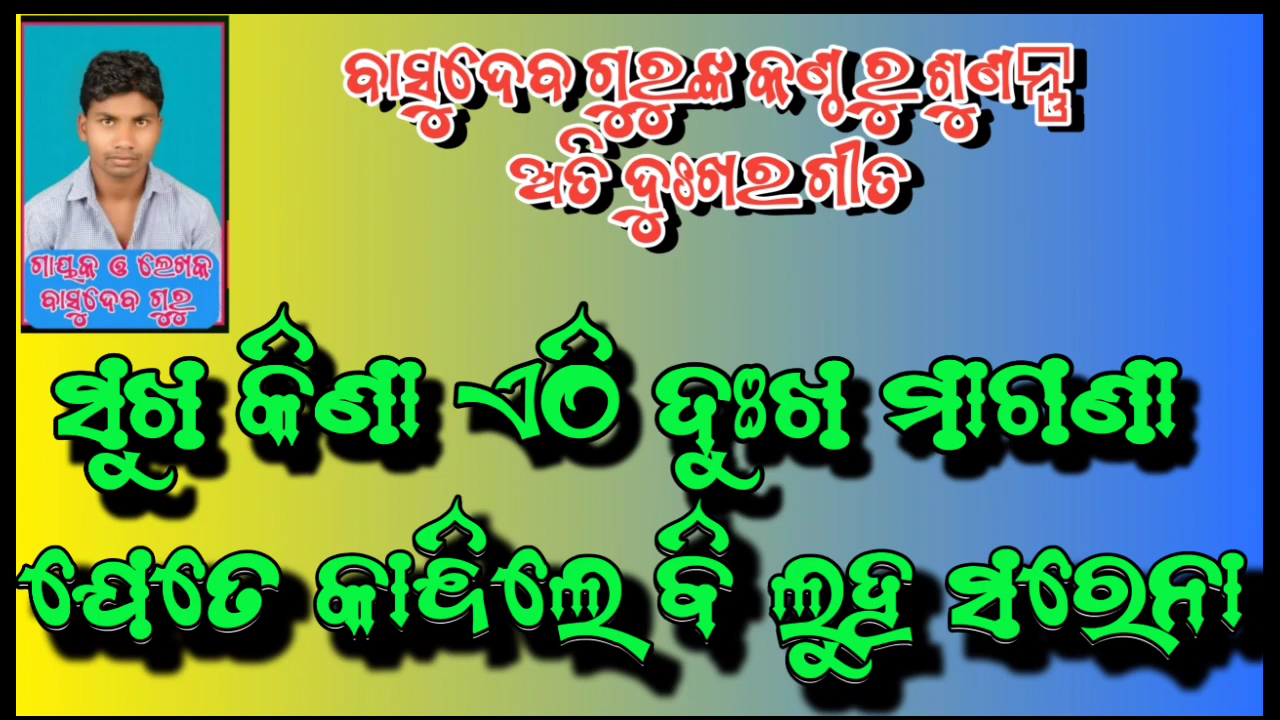 ବାସୁଦେବ ଗୁରୁଙ୍କ କଣ୍ଠରୁ ଶୁଣନ୍ତୁ
ଅତି ଦୁଃଖର ଗୀତ
ଗାୟକ ଓ ଲେଖକ
ବାସୁଦେବ ଗୁରୁ
ସୁଖ କିଣା ଏଠି ଦୁଃଖ ମାଗଣା
ଯେତେ କାନ୍ଦିଲେ ବି ଲୁହ ସରେନା